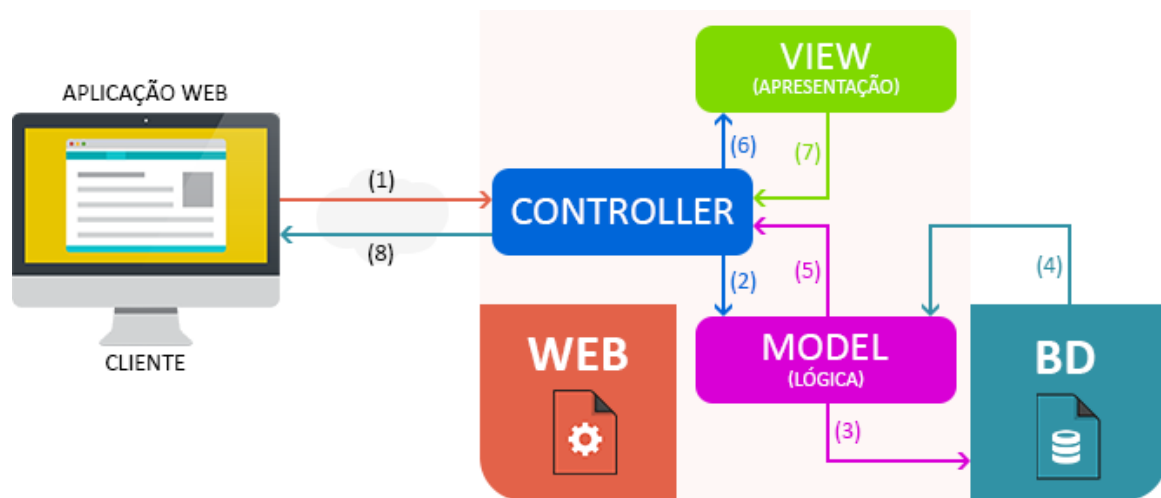 VIEW
(APRESENTAÇÃO)
APLICAÇÃO WEB
(6)
(7)
(1)
CONTROLLER
(8)
(2)
(5)
(4)
CLIENTE
WEB
MODEL
(LÓGICA)
BD
(3)